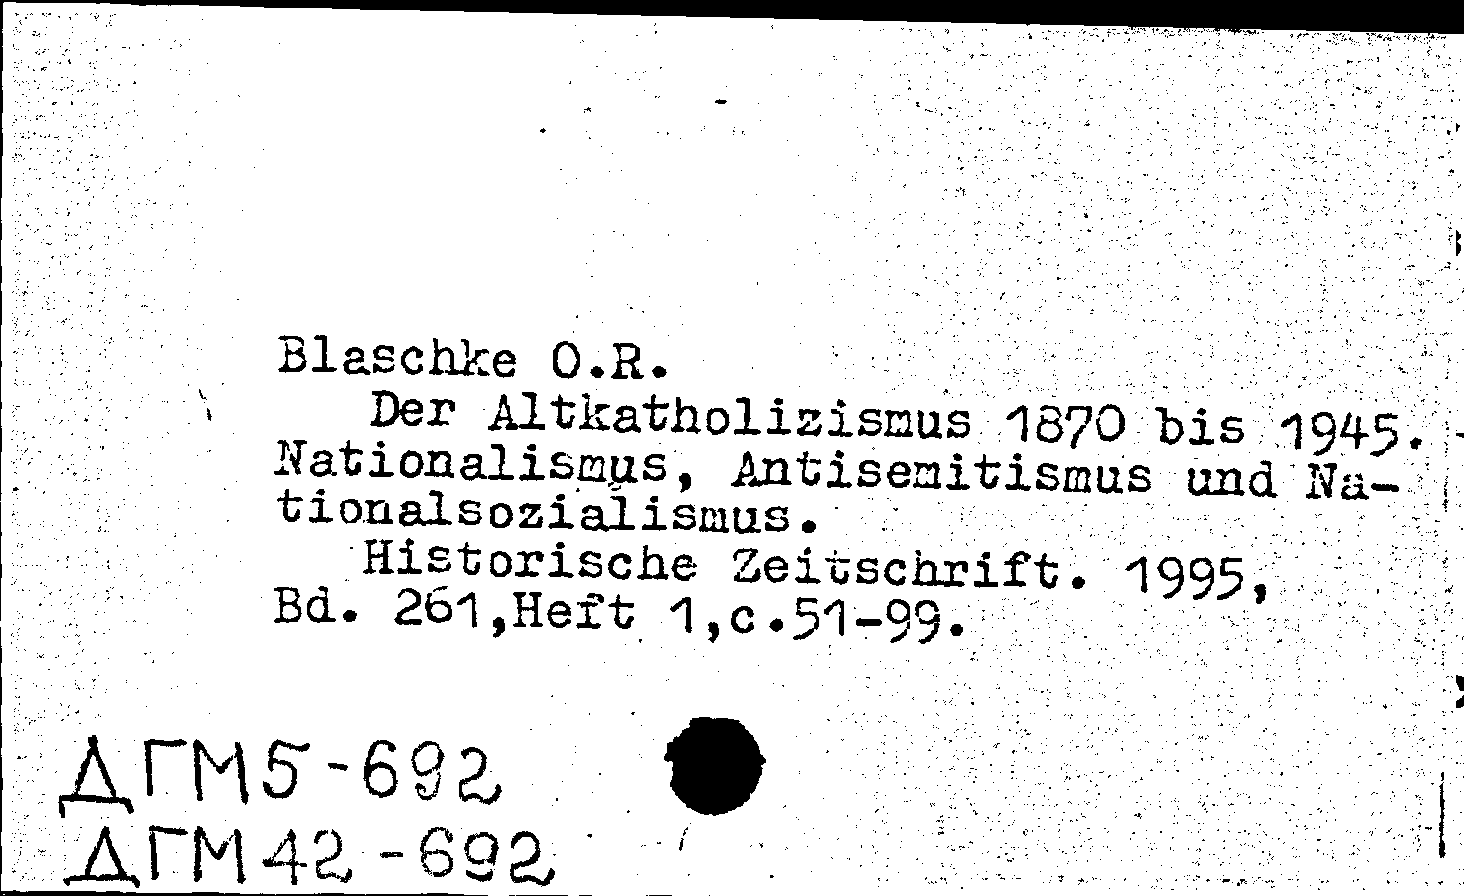 Blaschke O.R.
Der Altkatholizismus 1870 bis 1945.
Nationalismus, Antisemitismus und Na-
tionalsozialismus.
Historische Zeitschrift. 1995,
Bd. 261,Heft 1,c.51-99.
ДГМ5-692
ДГМ42-692